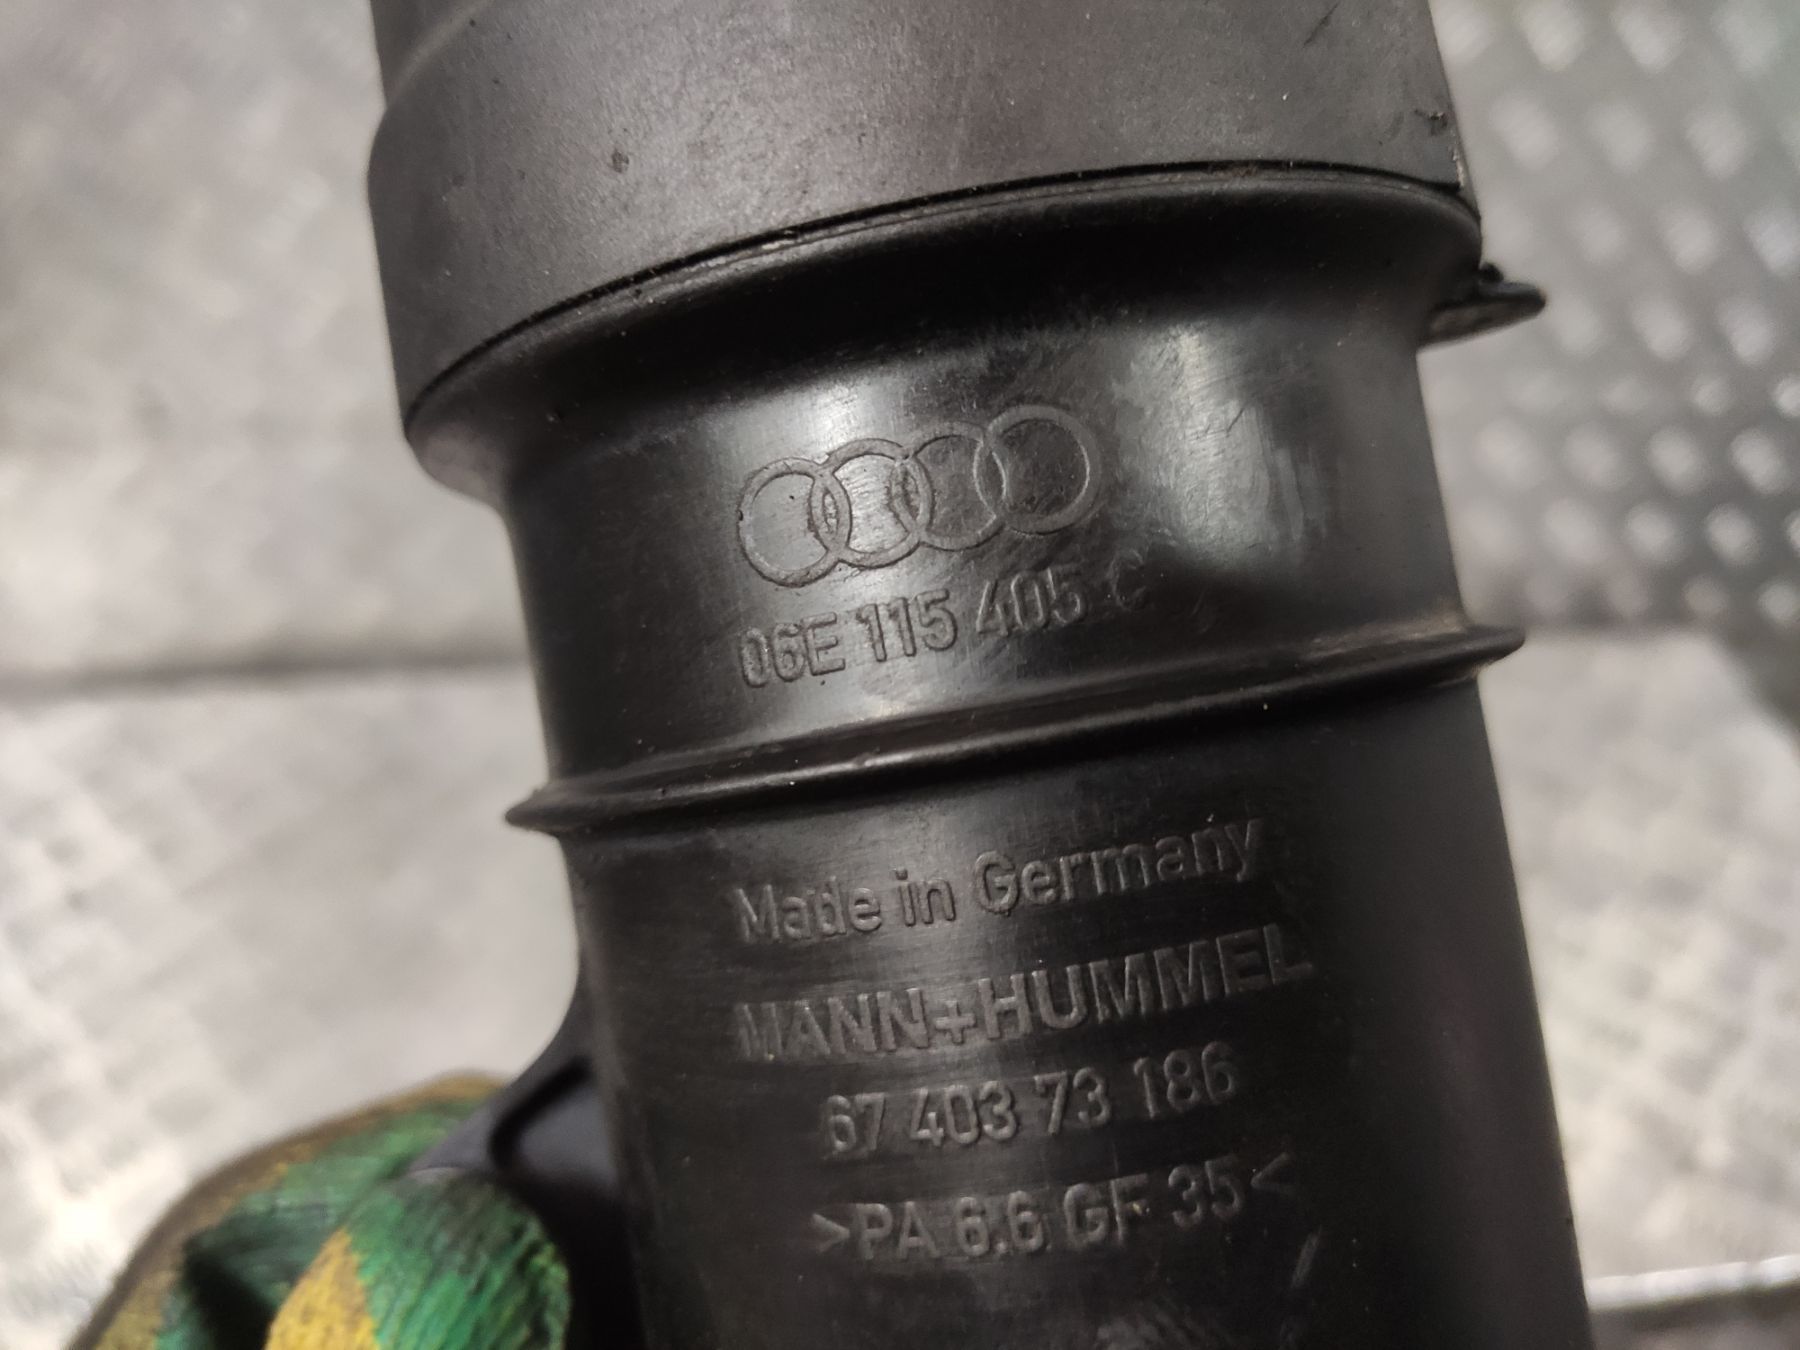 06E 115 405 C
Made in Germany
MANN+HUMMEL
67 403 73 186
>PA 6.6 GF 35<